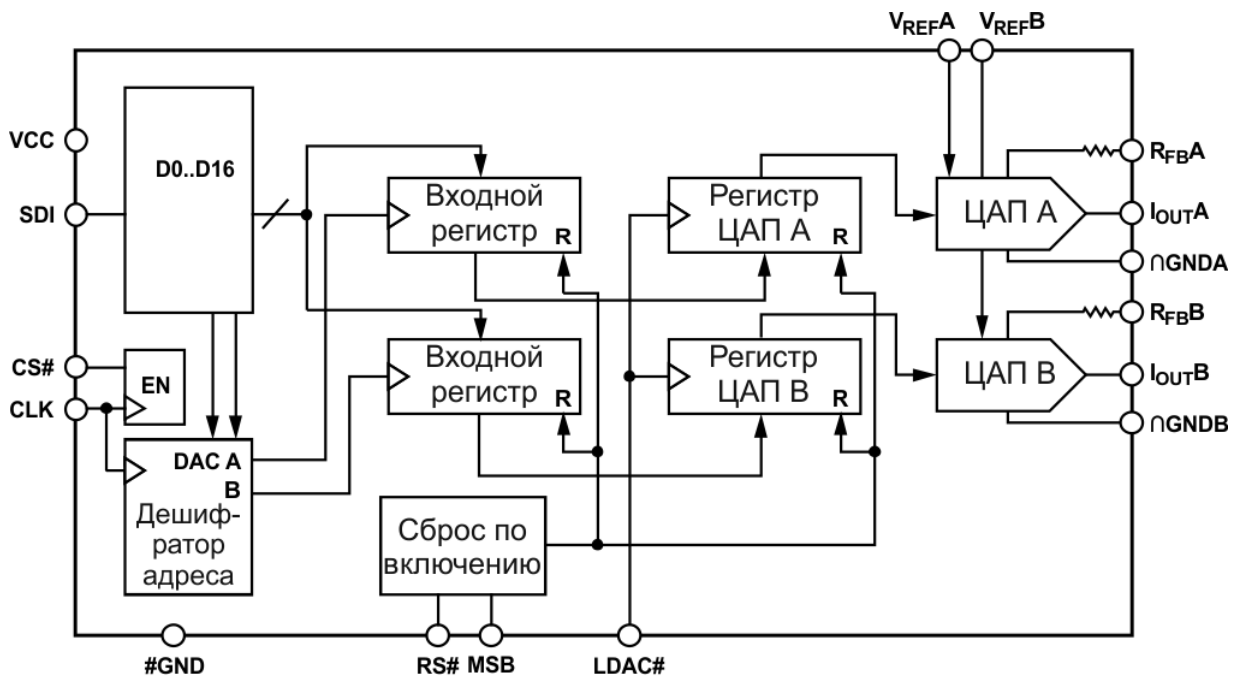 VREFA VREFB
VCC
SDI
D0..D16
Входной
регистр
R
Регистр
ЦАП А
R
ЦАП А
RFBA
IOUTA
∩GNDA
RFBB
CS#
CLK
EN
Входной
регистр
R
Регистр
ЦАП В
R
ЦАП В
IOUTB
∩GNDB
DAC A
B
Дешиф-
ратор
адреса
Сброс по
включению
#GND
RS# MSB
LDAC#